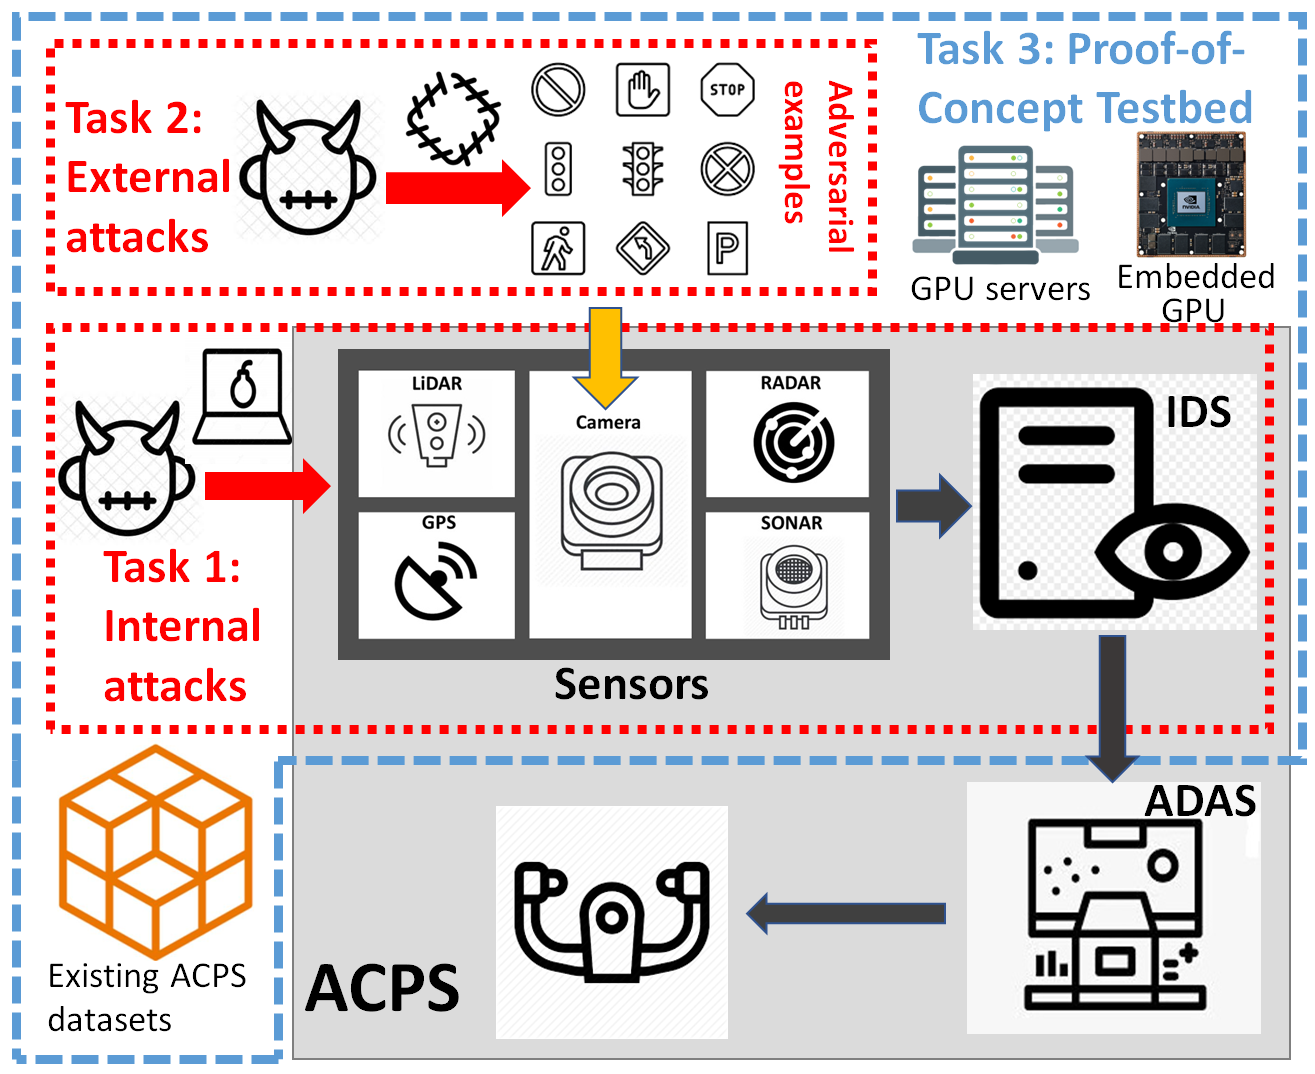 Task 2:
External
attacks
STOP
P
Adversarial
examples
Task 3: Proof-of-
Concept Testbed
NVIDIA
GPU servers
Embedded
GPU
Task 1:
Internal
attacks
LiDAR
Camera
RADAR
GPS
SONAR
Sensors
IDS
ADAS
ACPS
Existing ACPS
datasets